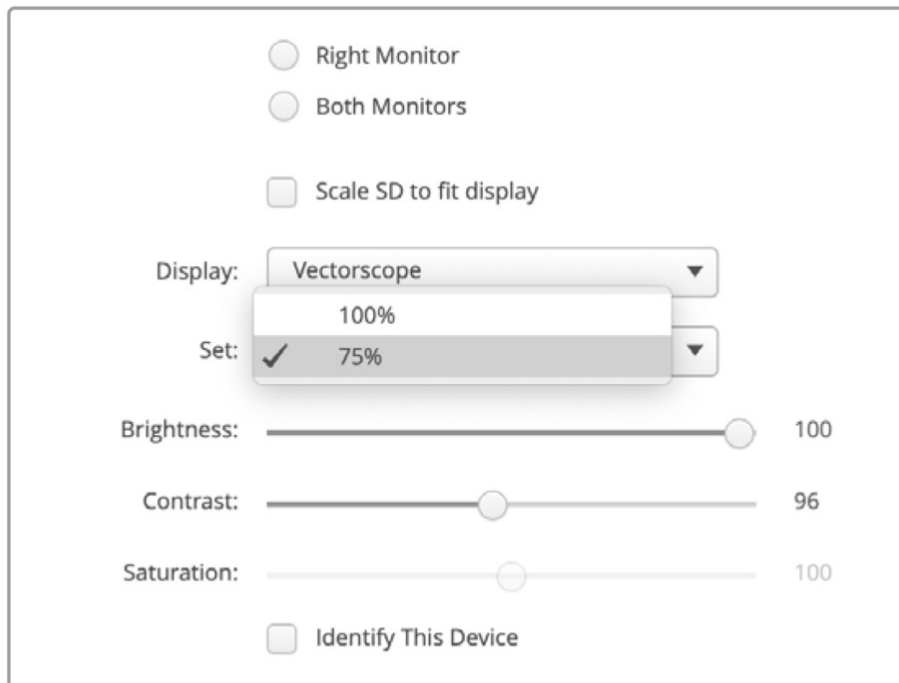 Right Monitor
Both Monitors
Scale SD to fit display
Display: Vectorscope
100%
Set: 75%
Brightness: 100
Contrast: 96
Saturation: 100
Identify This Device